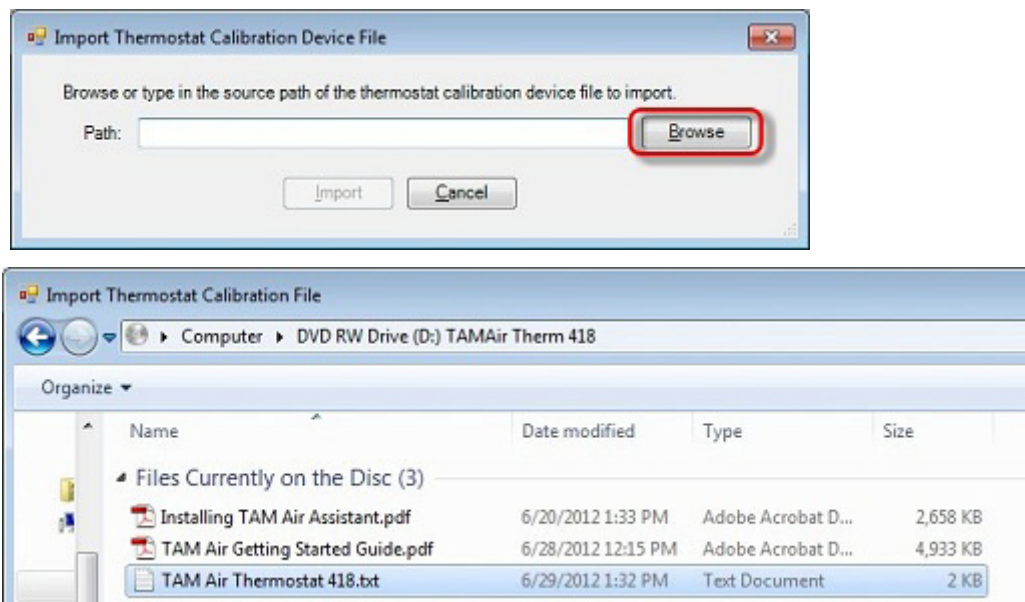 Import Thermostat Calibration Device File
Browse or type in the source path of the thermostat calibration device file to import.
Path: Browse
Import Cancel
Import Thermostat Calibration File
Computer DVD RW Drive (D:) TAMAir Therm 418
Organize
Name Date modified Type Size
Files Currently on the Disc (3)
Installing TAM Air Assistant.pdf 6/20/2012 1:33 PM Adobe Acrobat D... 2,658 KB
TAM Air Getting Started Guide.pdf 6/28/2012 12:15 PM Adobe Acrobat D... 4,933 KB
TAM Air Thermostat 418.txt 6/29/2012 1:32 PM Text Document 2 KB